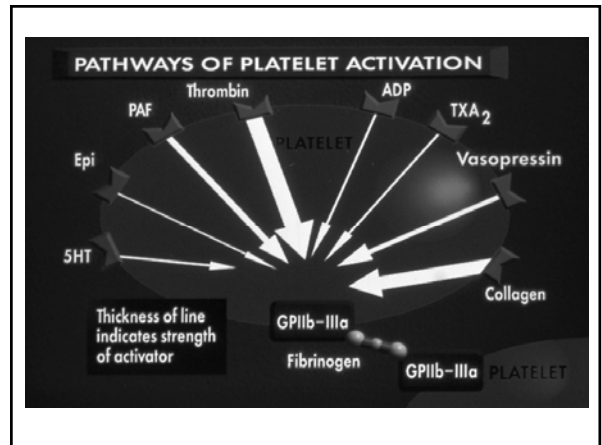 PATHWAYS OF PLATELET ACTIVATION
Thrombin
ADP
PAF
TXA2
PLATELET
Epi
Vasopressin
5HT
Collagen
Thickness of line
indicates strength
of activator
GPIIb-IIIa
Fibrinogen
GPIIb-IIIa
PLATELET